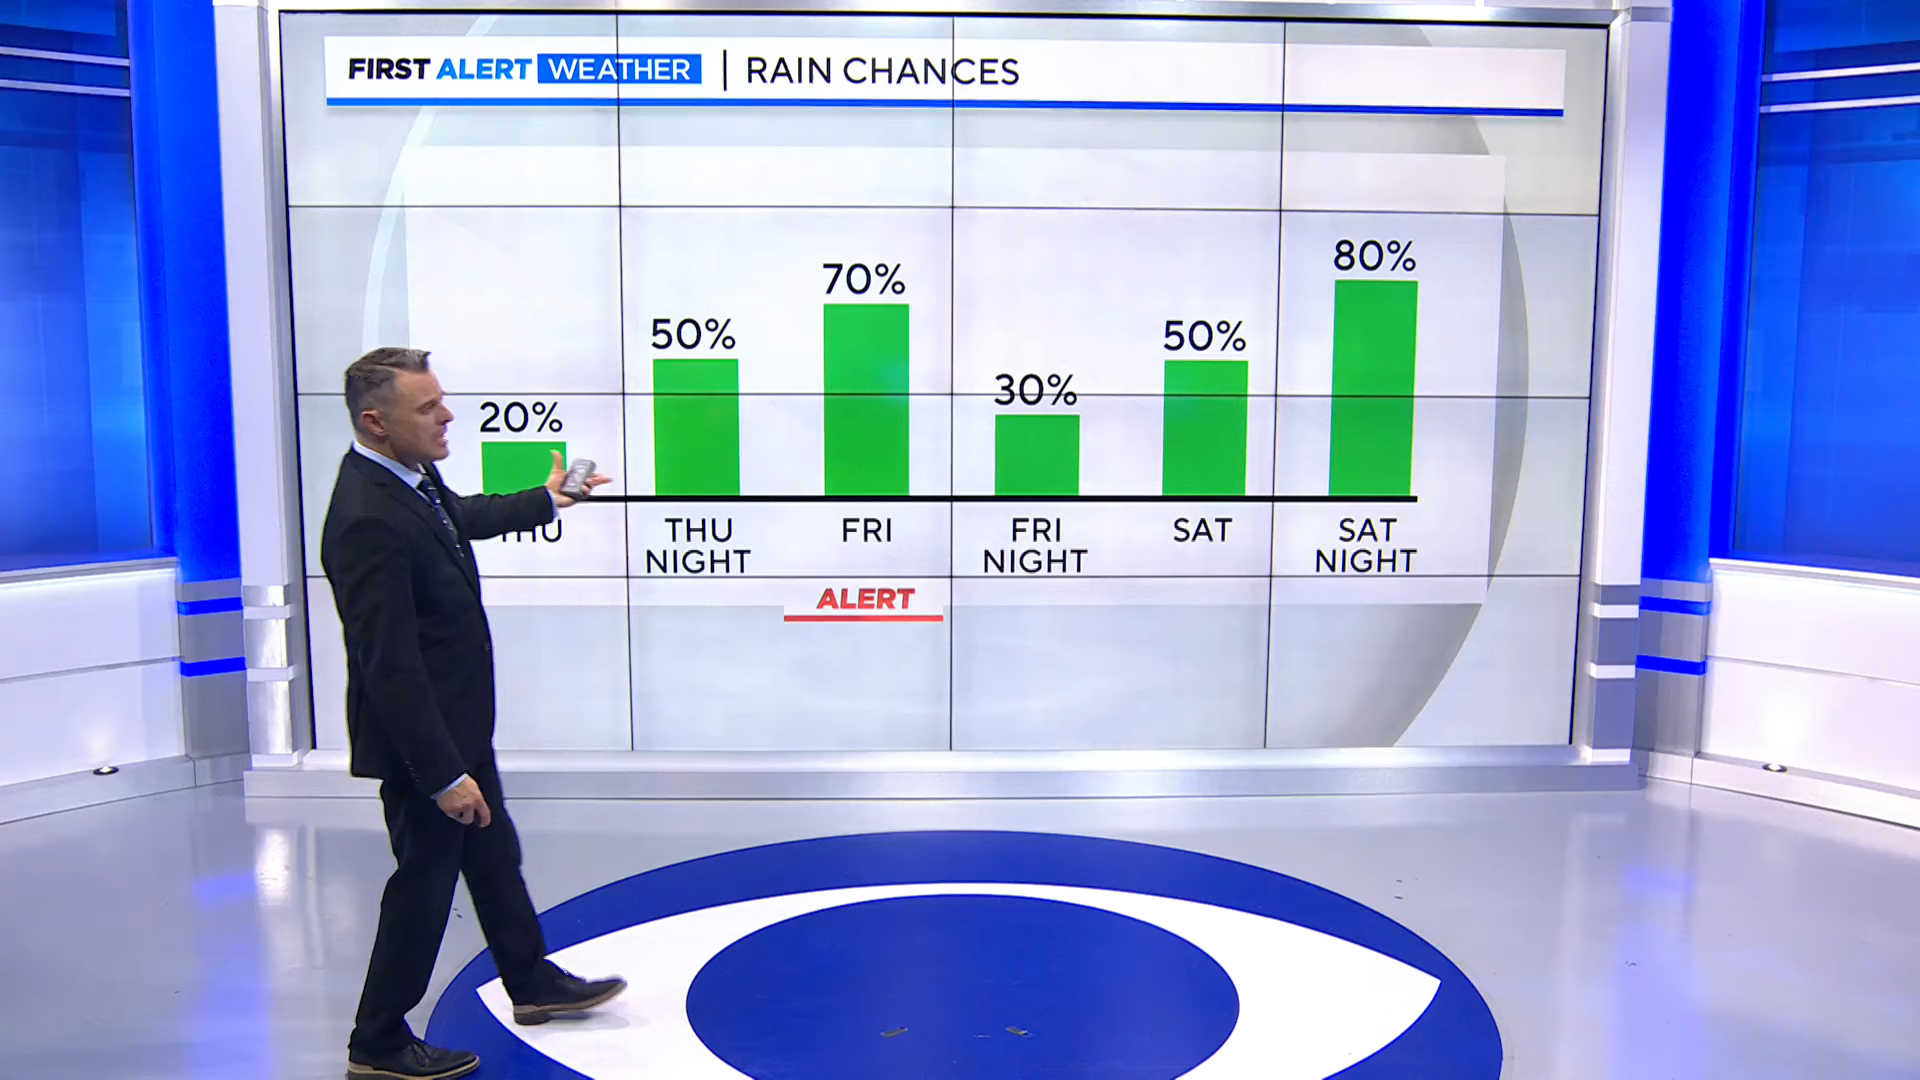 FIRST ALERT WEATHER | RAIN CHANCES
20%
50%
70%
30%
50%
80%
THU
THU
NIGHT
FRI
FRI
NIGHT
SAT
SAT
NIGHT
ALERT